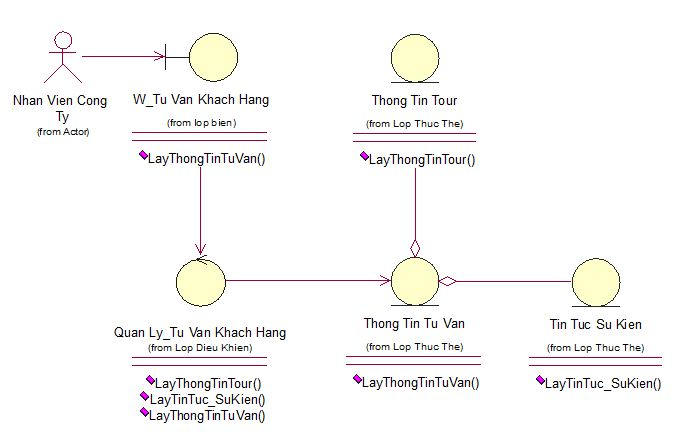 Nhan Vien Cong
Ty
(from Actor)
W_Tu Van Khach Hang
(from lop bien)
LayThongTinTuVan()
Thong Tin Tour
(from Lop Thuc The)
LayThongTinTour()
Quan Ly_Tu Van Khach Hang
(from Lop Dieu Khien)
LayThongTinTour()
LayTinTuc_SuKien()
LayThongTinTuVan()
Thong Tin Tu Van
(from Lop Thuc The)
LayThongTinTuVan()
Tin Tuc Su Kien
(from Lop Thuc The)
LayTinTuc_SuKien()